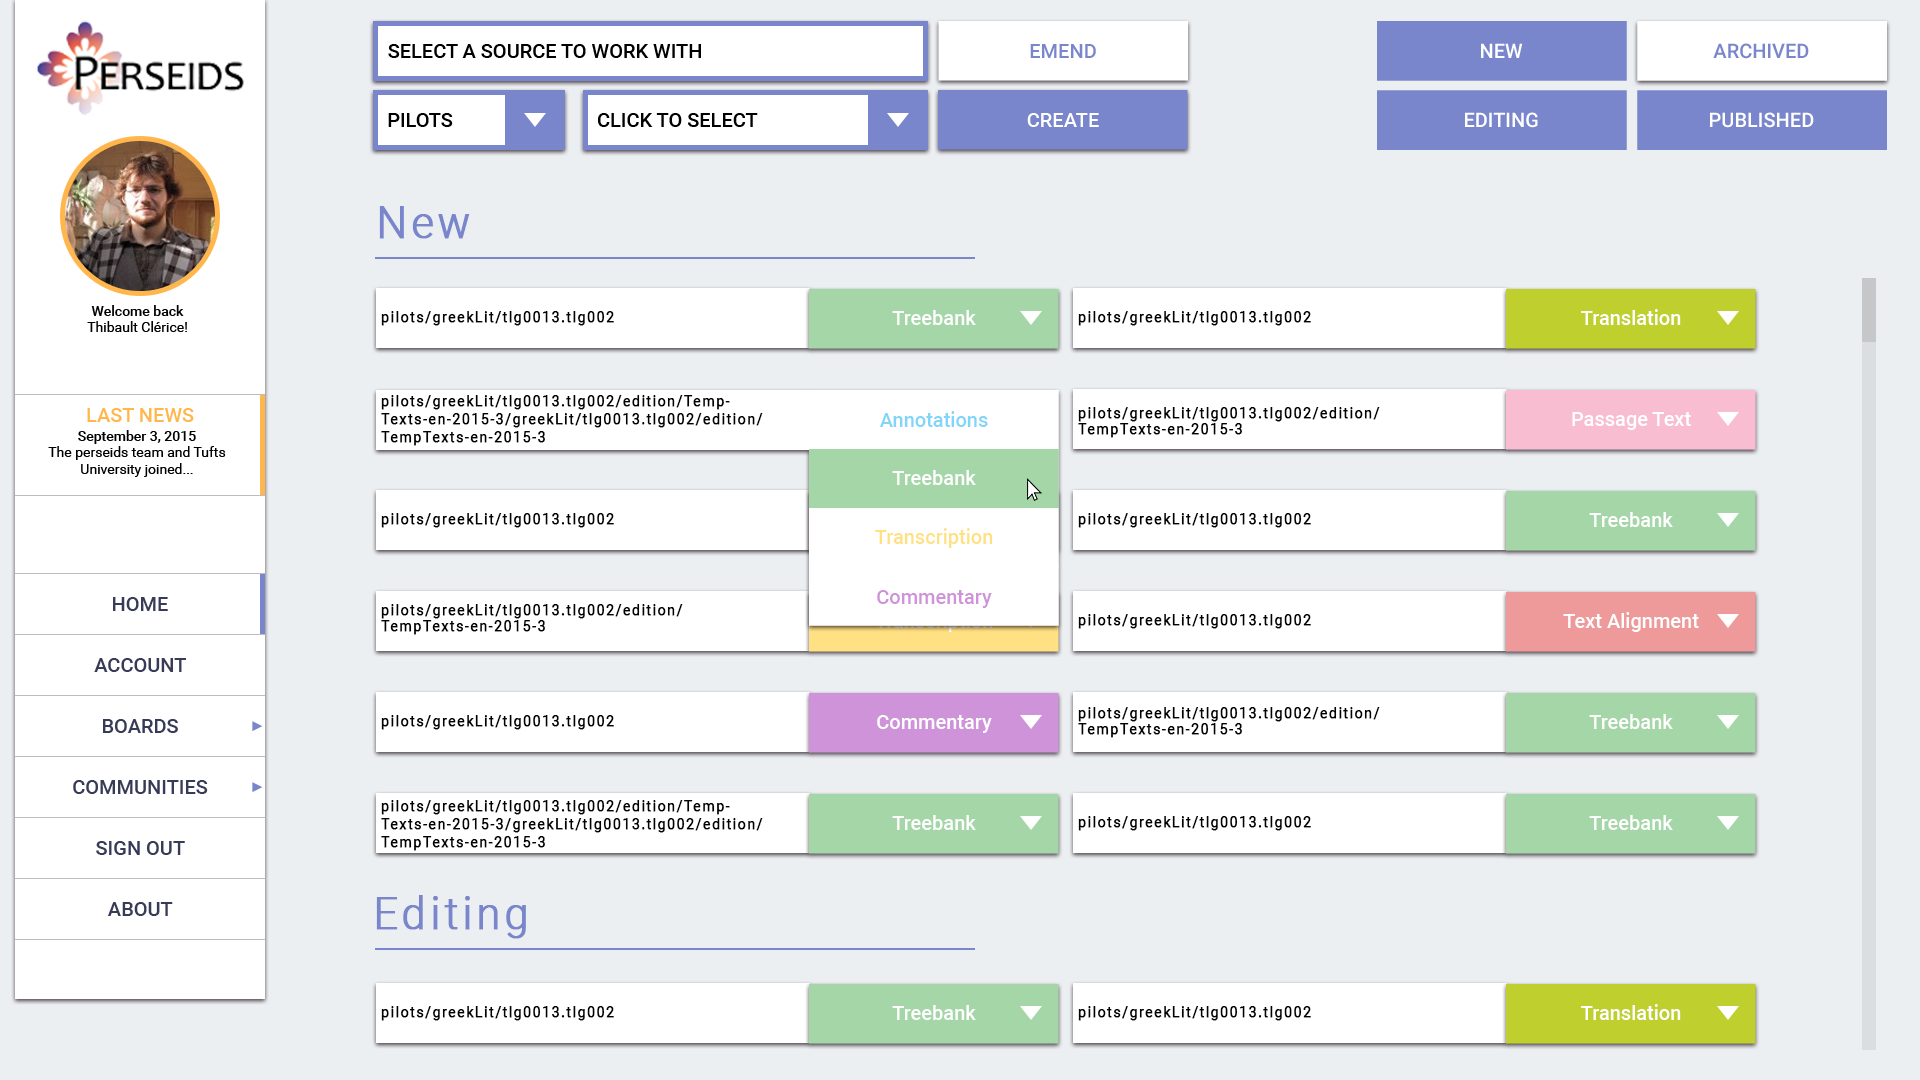 PERSEIDS
Welcome back
Thibault Clérice!
LAST NEWS
September 3, 2015
The perseids team and Tufts
University joined...
HOME
ACCOUNT
BOARDS
COMMUNITIES
SIGN OUT
ABOUT
SELECT A SOURCE TO WORK WITH
EMEND
PILOTS
CLICK TO SELECT
CREATE
NEW
ARCHIVED
EDITING
PUBLISHED
New
pilots/greekLit/tlg0013.tlg002
Treebank
pilots/greekLit/tlg0013.tlg002
Translation
pilots/greekLit/tlg0013.tlg002/edition/Temp-
Texts-en-2015-3/greekLit/tlg0013.tlg002/edition/
TempTexts-en-2015-3
Annotations
Treebank
Transcription
Commentary
pilots/greekLit/tlg0013.tlg002/edition/
TempTexts-en-2015-3
Passage Text
pilots/greekLit/tlg0013.tlg002
pilots/greekLit/tlg0013.tlg002
Treebank
pilots/greekLit/tlg0013.tlg002/edition/
TempTexts-en-2015-3
pilots/greekLit/tlg0013.tlg002
Text Alignment
pilots/greekLit/tlg0013.tlg002
Commentary
pilots/greekLit/tlg0013.tlg002/edition/
TempTexts-en-2015-3
Treebank
pilots/greekLit/tlg0013.tlg002/edition/Temp-
Texts-en-2015-3/greekLit/tlg0013.tlg002/edition/
TempTexts-en-2015-3
Treebank
pilots/greekLit/tlg0013.tlg002
Treebank
Editing
pilots/greekLit/tlg0013.tlg002
Treebank
pilots/greekLit/tlg0013.tlg002
Translation